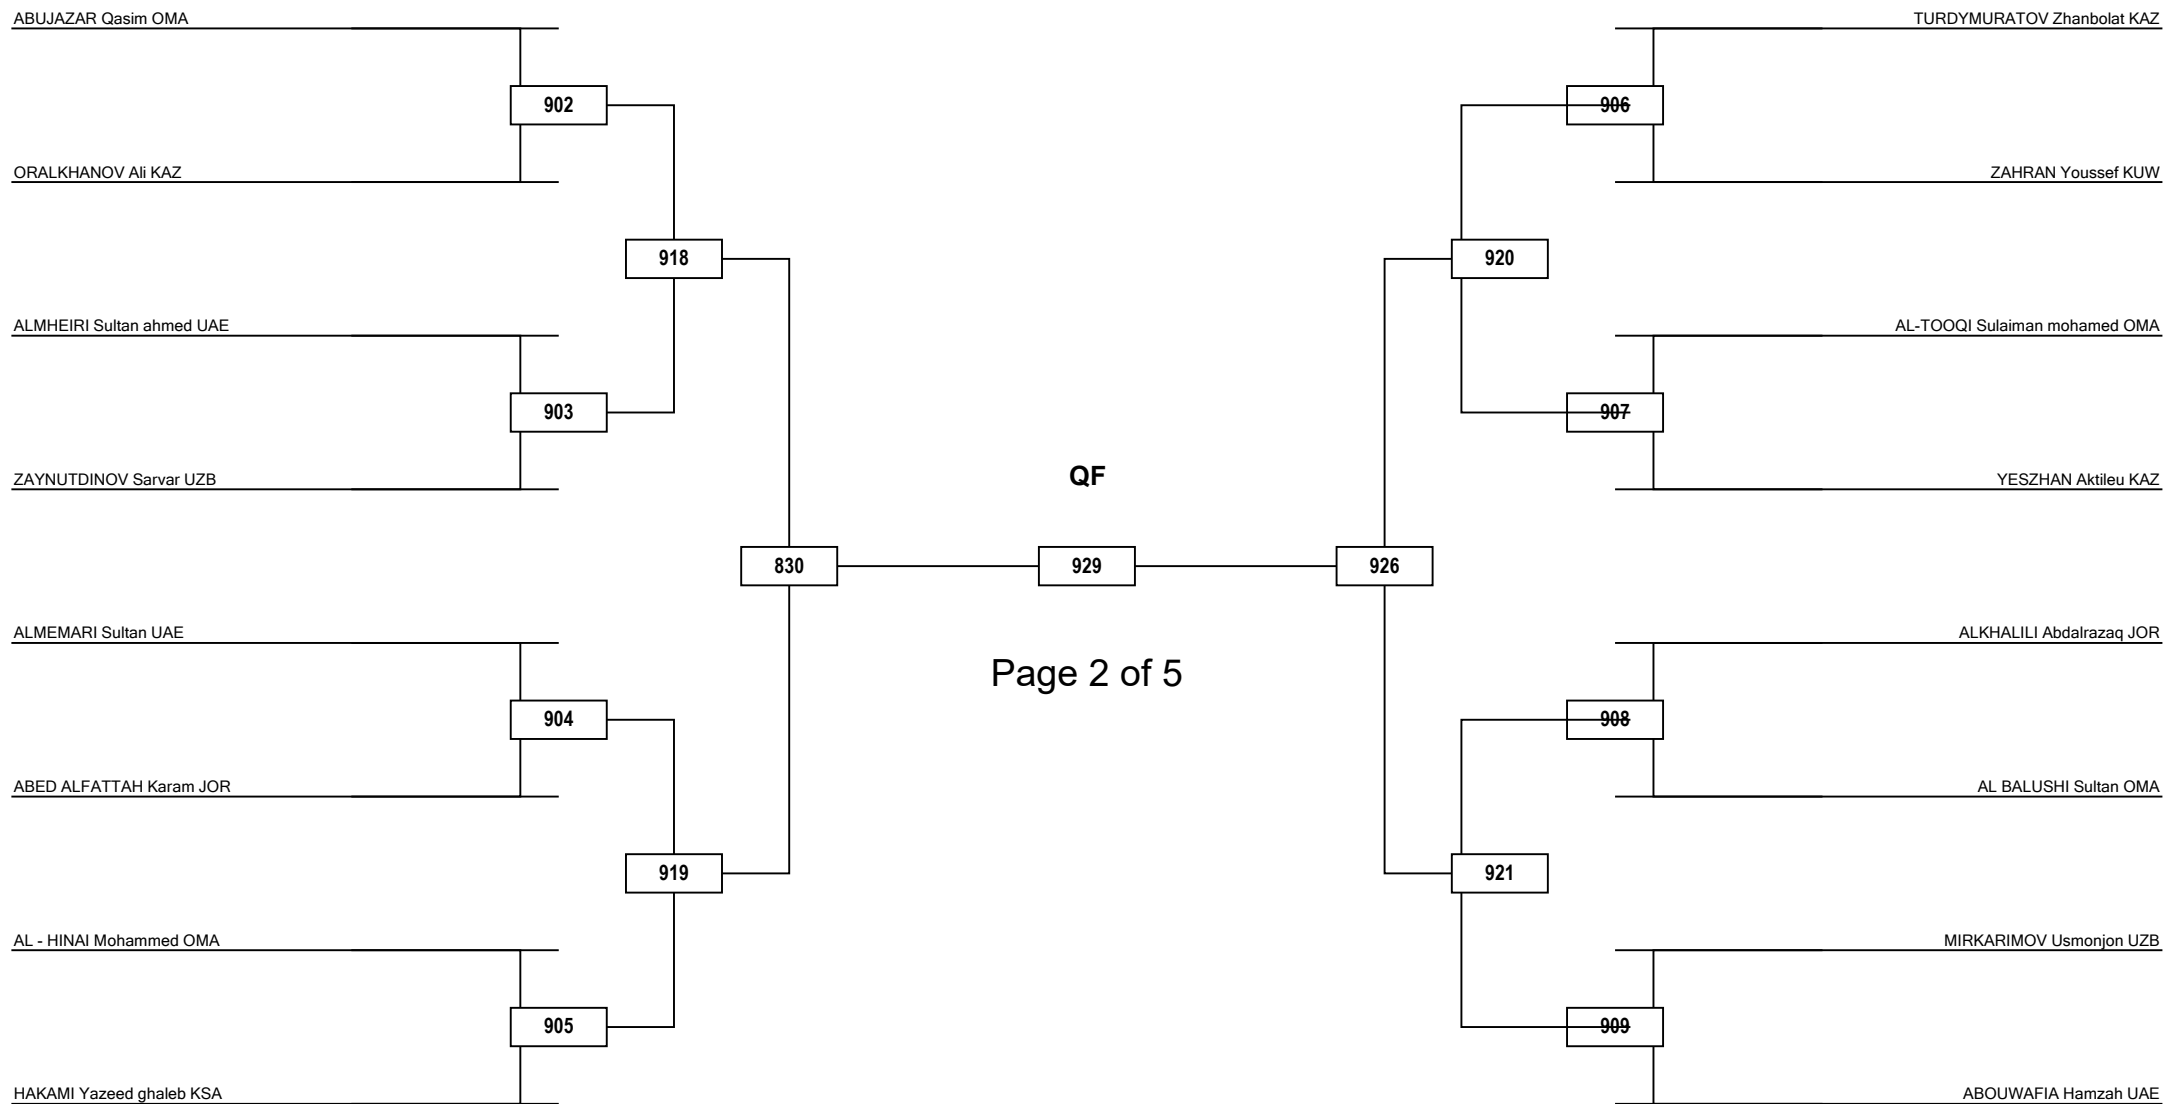 ABUJAZAR Qasim OMA
902
ORALKHANOV Ali KAZ
918
ALMHEIRI Sultan ahmed UAE
903
ZAYNUTDINOV Sarvar UZB
830
ALMEMARI Sultan UAE
904
ABED ALFATTAH Karam JOR
919
AL - HINAI Mohammed OMA
905
HAKAMI Yazeed ghaleb KSA
QF
929
Page 2 of 5
TURDYMURATOV Zhanbolat KAZ
906
ZAHRAN Youssef KUW
920
AL-TOOQI Sulaiman mohamed OMA
907
YESZHAN Aktileu KAZ
926
ALKHALILI Abdalrazaq JOR
908
AL BALUSHI Sultan OMA
921
MIRKARIMOV Usmonjon UZB
909
ABOUWAFIA Hamzah UAE